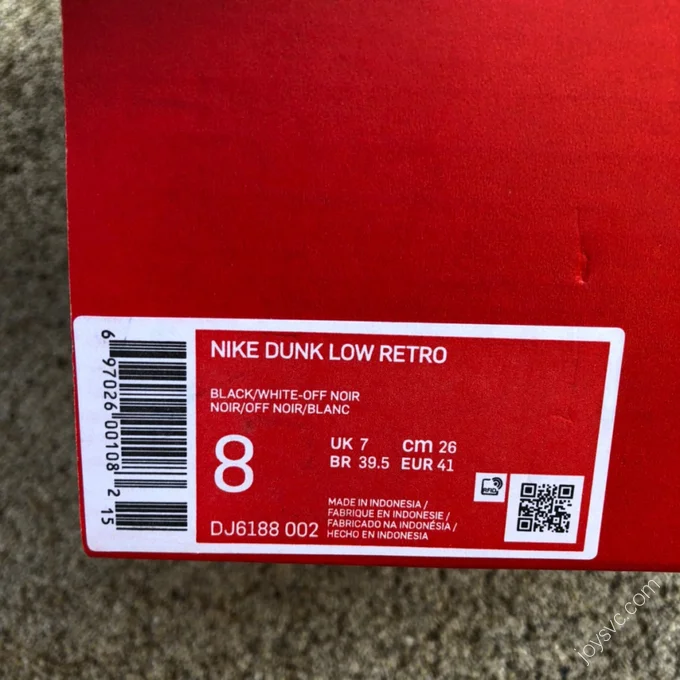 NIKE DUNK LOW RETRO
BLACK/WHITE-OFF NOIR
NOIR/OFF NOIR/BLANC
8
UK 7 cm 26
BR 39.5 EUR 41
MADE IN INDONESIA /
FABRIQUE EN INDONESIE /
FABRICADO NA INDONÉSIA /
HECHO EN INDONESIA
DJ6188 002
6 97026 00108 2 15
joysvc.com